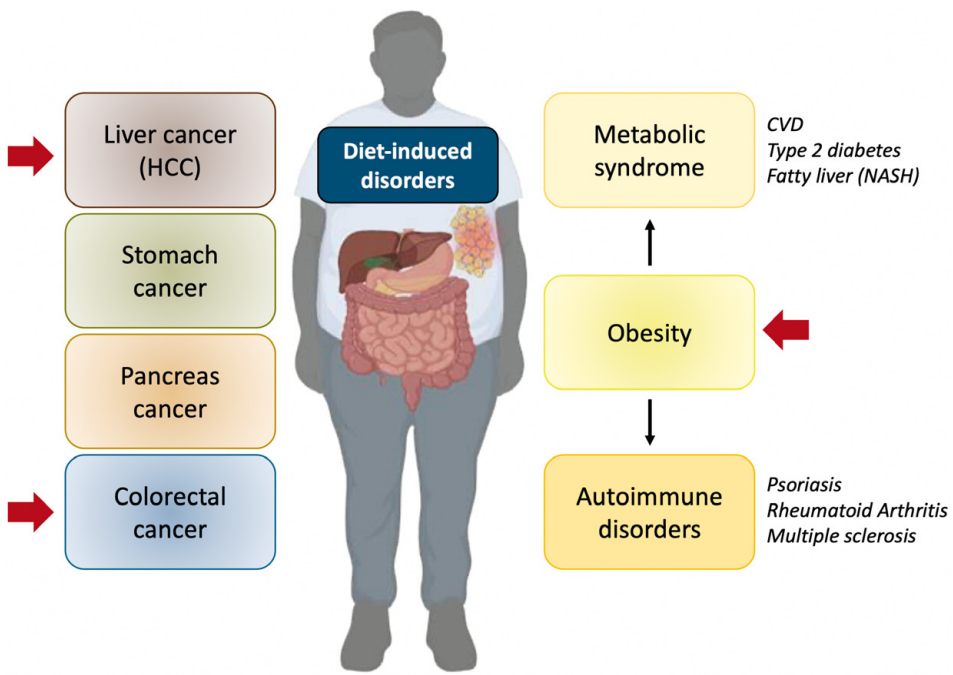 Liver cancer
(HCC)
Stomach
cancer
Pancreas
cancer
Colorectal
cancer
Diet-induced
disorders
Metabolic
syndrome
CVD
Type 2 diabetes
Fatty liver (NASH)
Obesity
Autoimmune
disorders
Psoriasis
Rheumatoid Arthritis
Multiple sclerosis